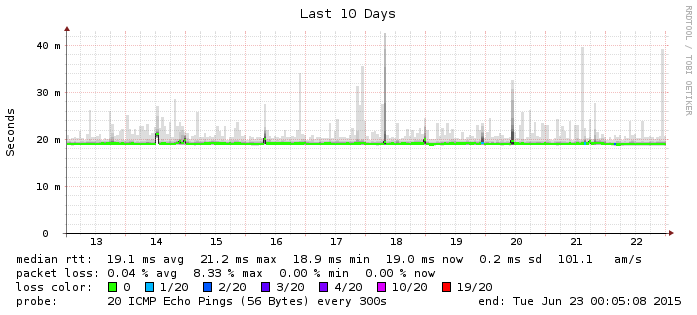 Last 10 Days
RRDTOOL / TOBI OETIKER
Seconds
40 m
30 m
20 m
10 m
0
13 14 15 16 17 18 19 20 21 22
median rtt: 19.1 ms avg 21.2 ms max 18.9 ms min 19.0 ms now 0.2 ms sd 101.1 am/s
packet loss: 0.04 % avg 8.33 % max 0.00 % min 0.00 % now
loss color: 0 1/20 2/20 3/20 4/20 10/20 19/20
probe: 20 ICMP Echo Pings (56 Bytes) every 300s end: Tue Jun 23 00:05:08 2015